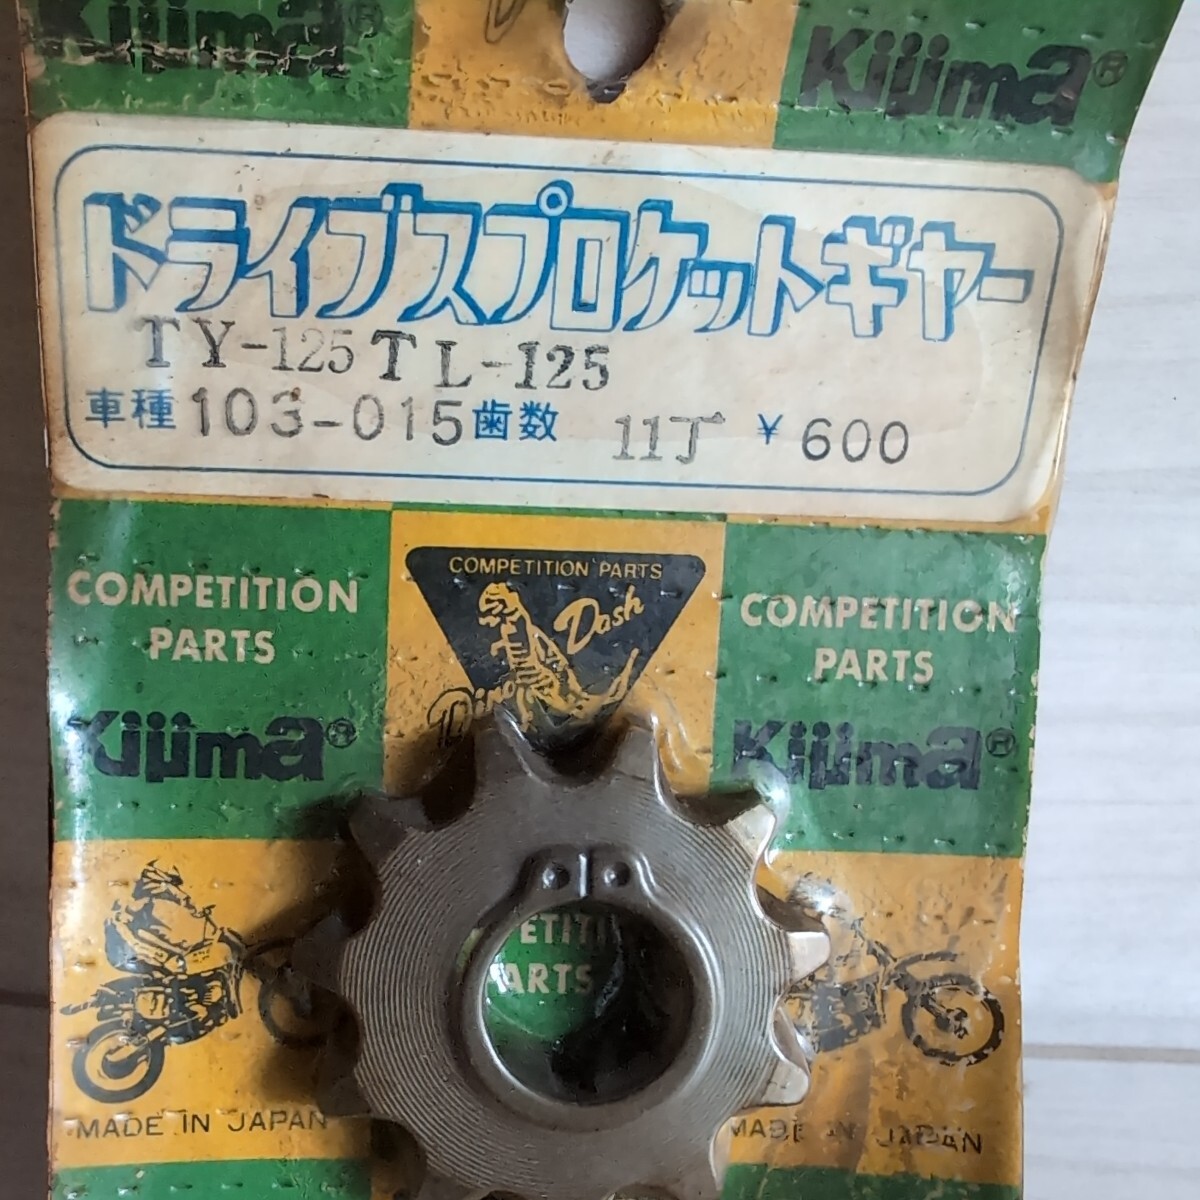 Kijima® Kijima®
ドライブスプロケットギヤー
TY-125 TL-125
車種 103-015 歯数 11丁 ¥ 600
COMPETITION PARTS
Dash
COMPETITION PARTS
COMPETITION PARTS
Kijima® Kijima®
ETITI
ARTS
MADE IN JAPAN MADE IN JAPAN